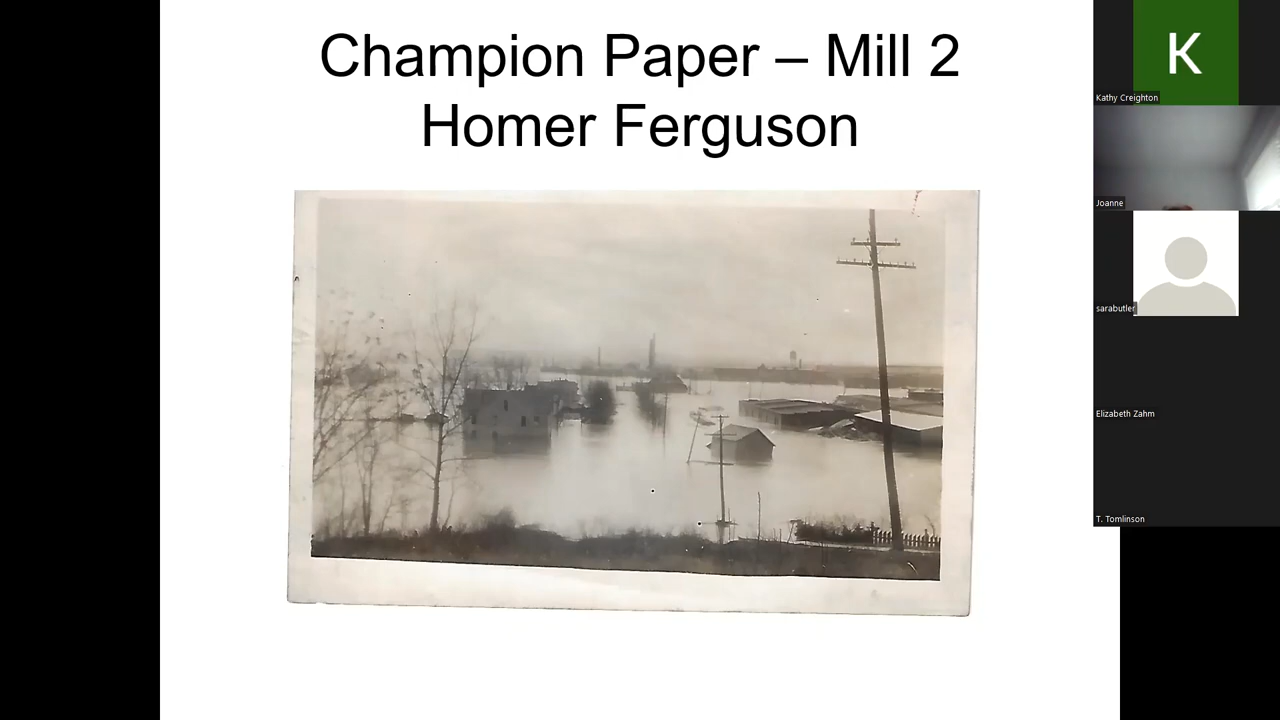 Champion Paper – Mill 2
Homer Ferguson
K
Kathy Creighton
Joanne
sarabutler
Elizabeth Zahm
T. Tomlinson